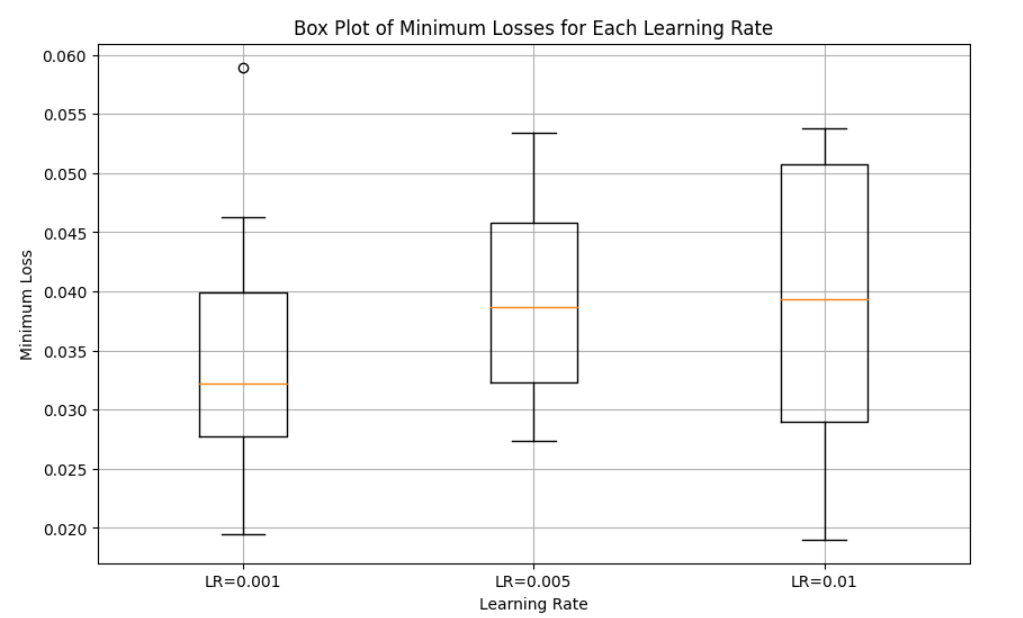 Box Plot of Minimum Losses for Each Learning Rate
0.060
0.055
0.050
0.045
0.040
0.035
0.030
0.025
0.020
Minimum Loss
LR=0.001
LR=0.005
LR=0.01
Learning Rate